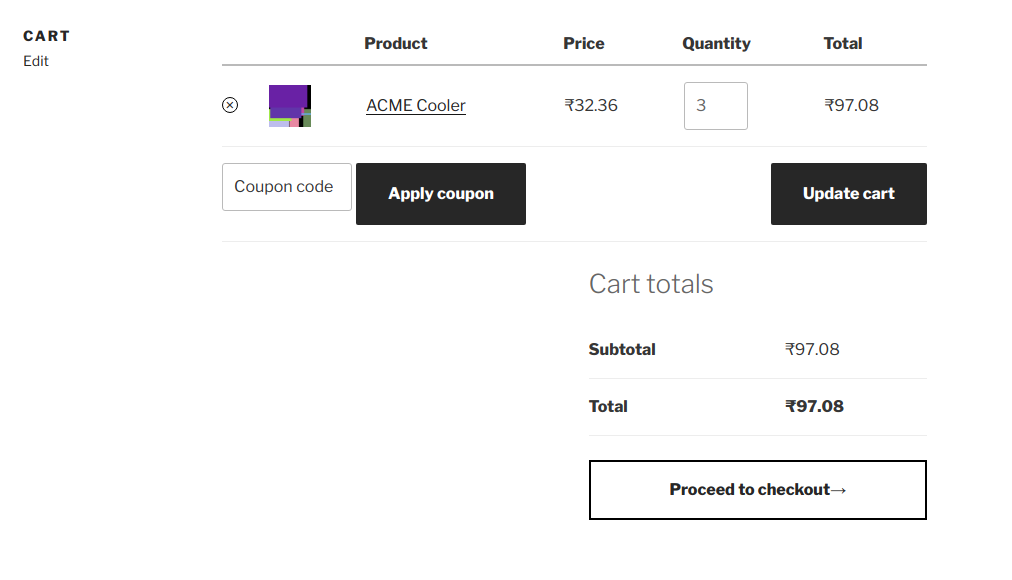 CART
Edit
Product Price Quantity Total
ACME Cooler ₹32.36 3 ₹97.08
Coupon code Apply coupon Update cart
Cart totals
Subtotal ₹97.08
Total ₹97.08
Proceed to checkout→